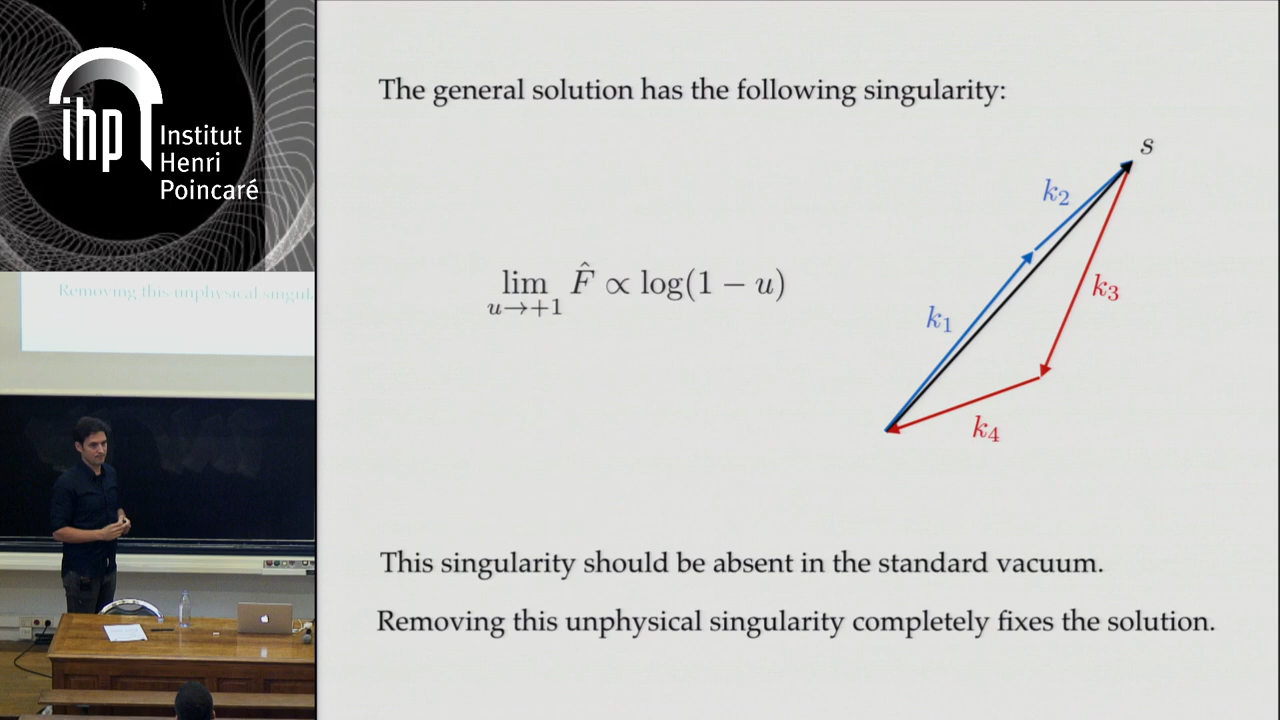 ihp
Institut
Henri
Poincaré
Removing this unphysical singul
The general solution has the following singularity:
s
k₂
lim F̂ ∝ log(1 − u)
u→+1
k₃
k₁
k₄
This singularity should be absent in the standard vacuum.
Removing this unphysical singularity completely fixes the solution.